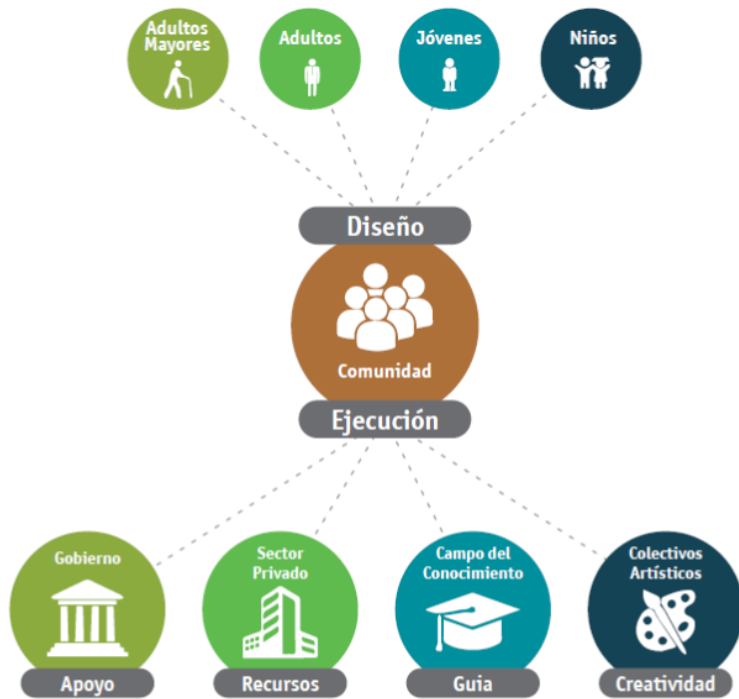 Adultos
Mayores
Adultos
Jóvenes
Niños
Diseño
Comunidad
Ejecución
Gobierno
Sector
Privado
Campo del
Conocimiento
Colectivos
Artísticos
Apoyo
Recursos
Guia
Creatividad